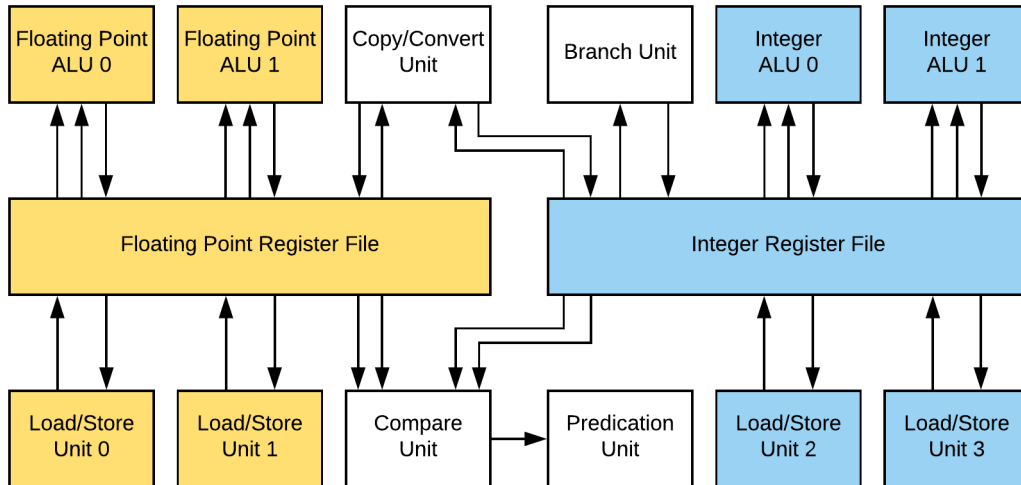 Floating Point
ALU 0
Floating Point
ALU 1
Copy/Convert
Unit
Branch Unit
Integer
ALU 0
Integer
ALU 1
Floating Point Register File
Integer Register File
Load/Store
Unit 0
Load/Store
Unit 1
Compare
Unit
Predication
Unit
Load/Store
Unit 2
Load/Store
Unit 3